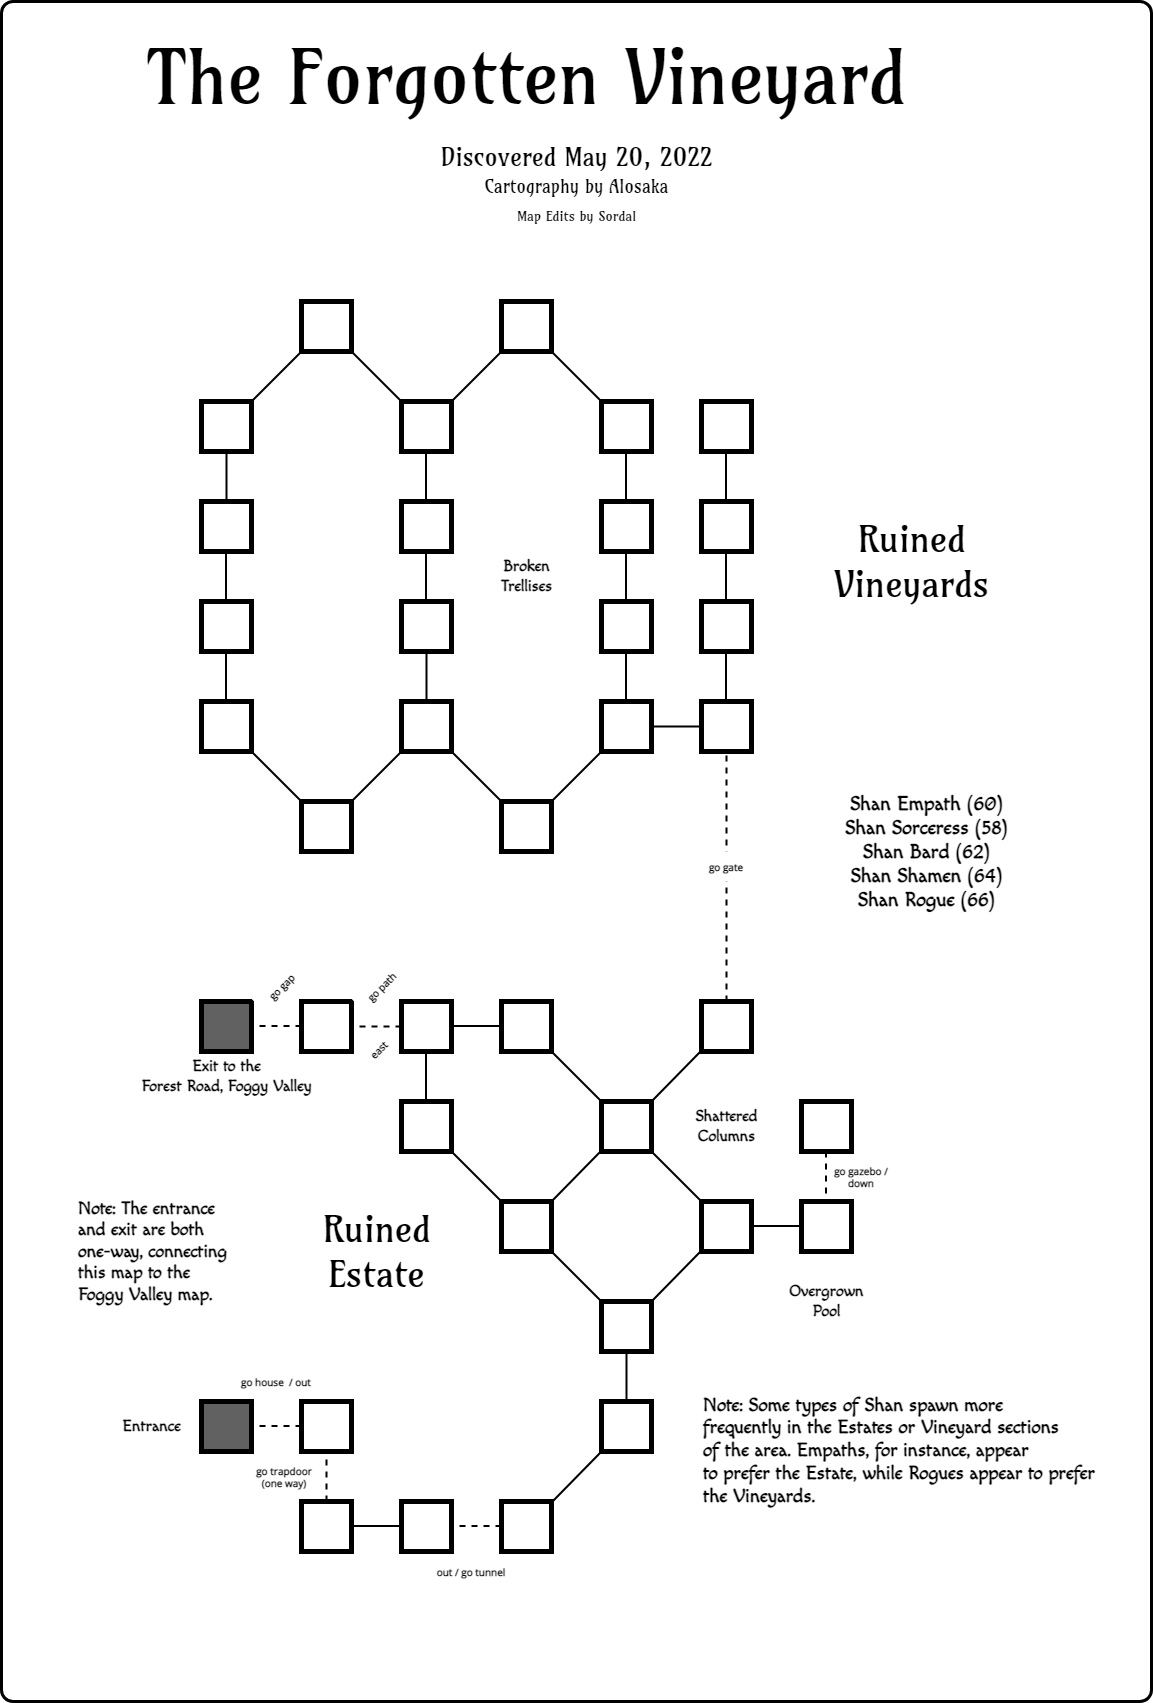 The Forgotten Vineyard
Discovered May 20, 2022
Cartography by Alosaka
Map Edits by Sordal
Ruined
Vineyards
Broken
Trellises
Shan Empath (60)
Shan Sorceress (58)
Shan Bard (62)
Shan Shamen (64)
Shan Rogue (66)
go gate
go gap
go path
east
Exit to the
Forest Road, Foggy Valley
Shattered
Columns
go gazebo /
down
Note: The entrance
and exit are both
one-way, connecting
this map to the
Foggy Valley map.
Ruined
Estate
Overgrown
Pool
go house / out
Entrance
go trapdoor
(one way)
out / go tunnel
Note: Some types of Shan spawn more
frequently in the Estates or Vineyard sections
of the area. Empaths, for instance, appear
to prefer the Estate, while Rogues appear to prefer
the Vineyards.